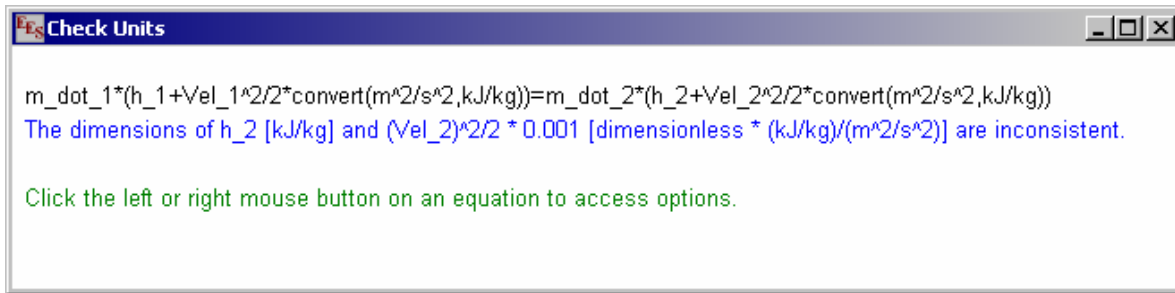 EES Check Units
m_dot_1*(h_1+Vel_1^2/2*convert(m^2/s^2,kJ/kg))=m_dot_2*(h_2+Vel_2^2/2*convert(m^2/s^2,kJ/kg))
The dimensions of h_2 [kJ/kg] and (Vel_2)^2/2 * 0.001 [dimensionless * (kJ/kg)/(m^2/s^2)] are inconsistent.
Click the left or right mouse button on an equation to access options.